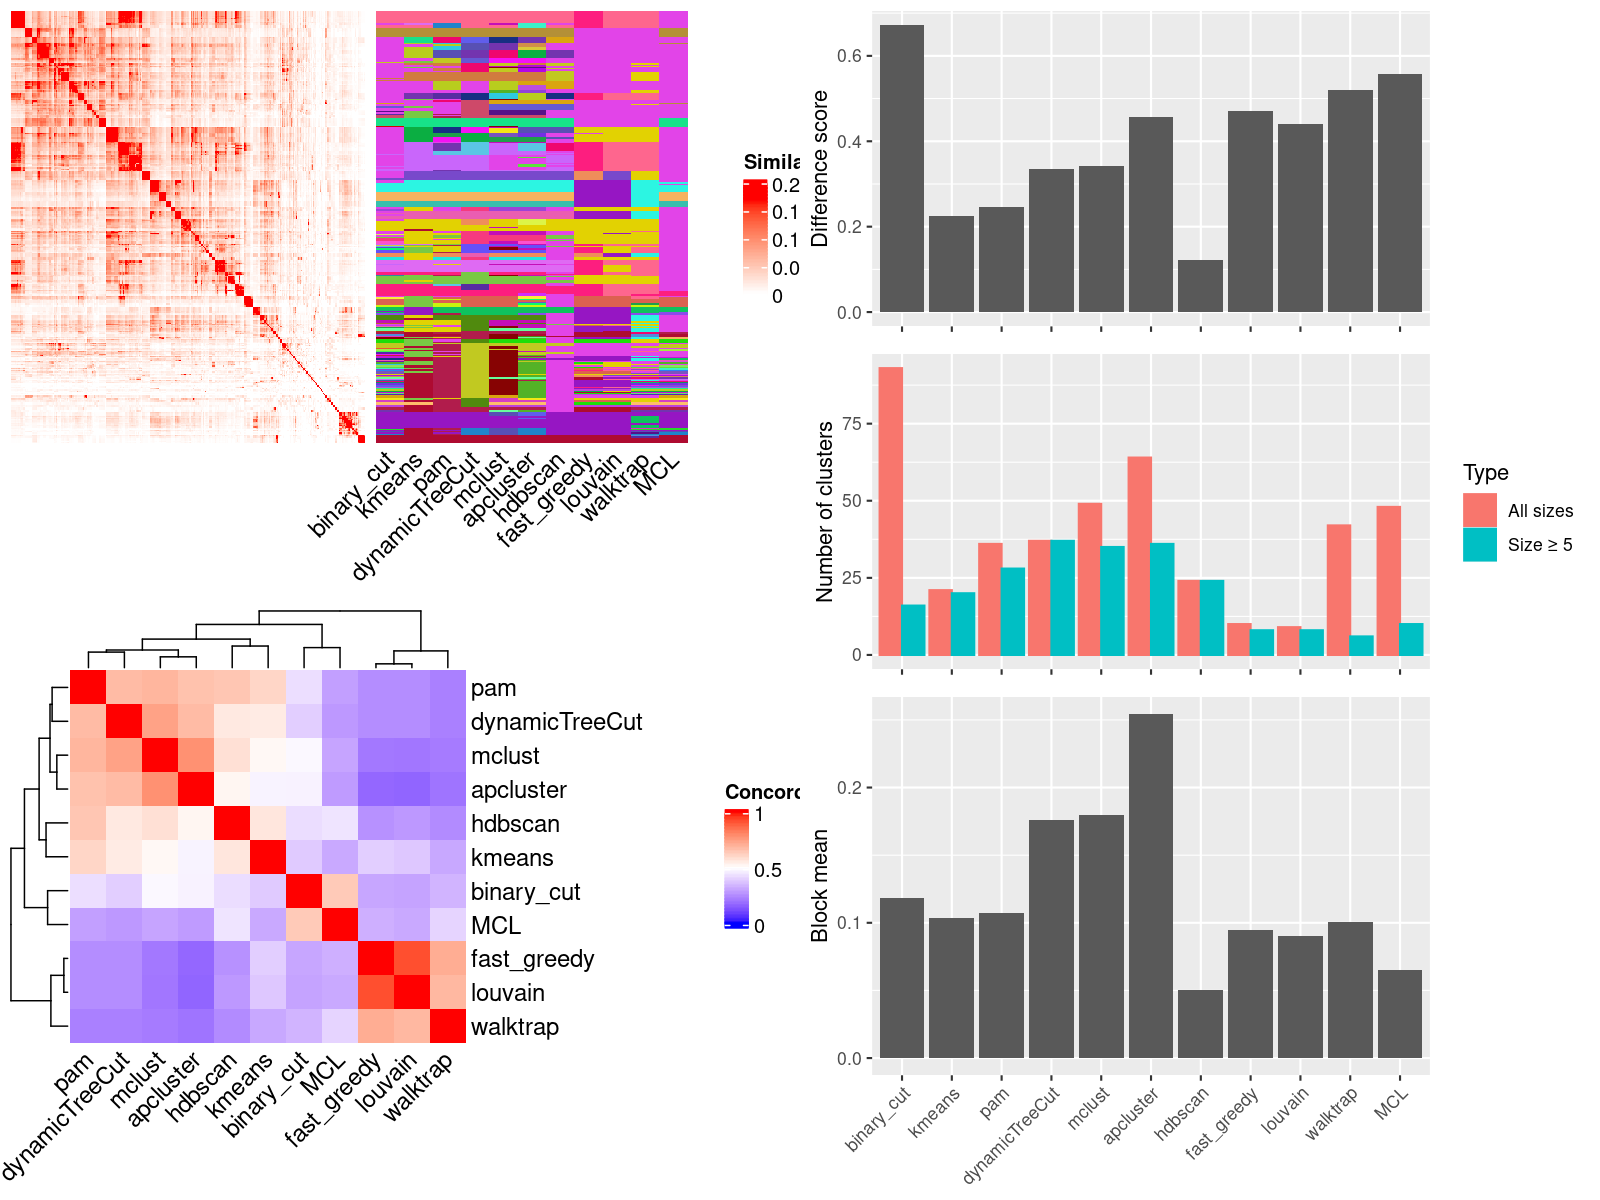 Simila
0.2
0.1
0.1
0.0
0
binary_cut
kmeans
pam
dynamicTreeCut
mclust
apcluster
hdbscan
fast_greedy
louvain
walktrap
MCL
pam
dynamicTreeCut
mclust
apcluster
hdbscan
kmeans
binary_cut
MCL
fast_greedy
louvain
walktrap
pam
dynamicTreeCut
mclust
apcluster
hdbscan
kmeans
binary_cut
MCL
fast_greedy
louvain
walktrap
Concord
1
0.5
0
Difference score
0.6
0.4
0.2
0.0
Number of clusters
75
50
25
0
Type
All sizes
Size ≥ 5
Block mean
0.2
0.1
0.0
binary_cut
kmeans
pam
dynamicTreeCut
mclust
apcluster
hdbscan
fast_greedy
louvain
walktrap
MCL